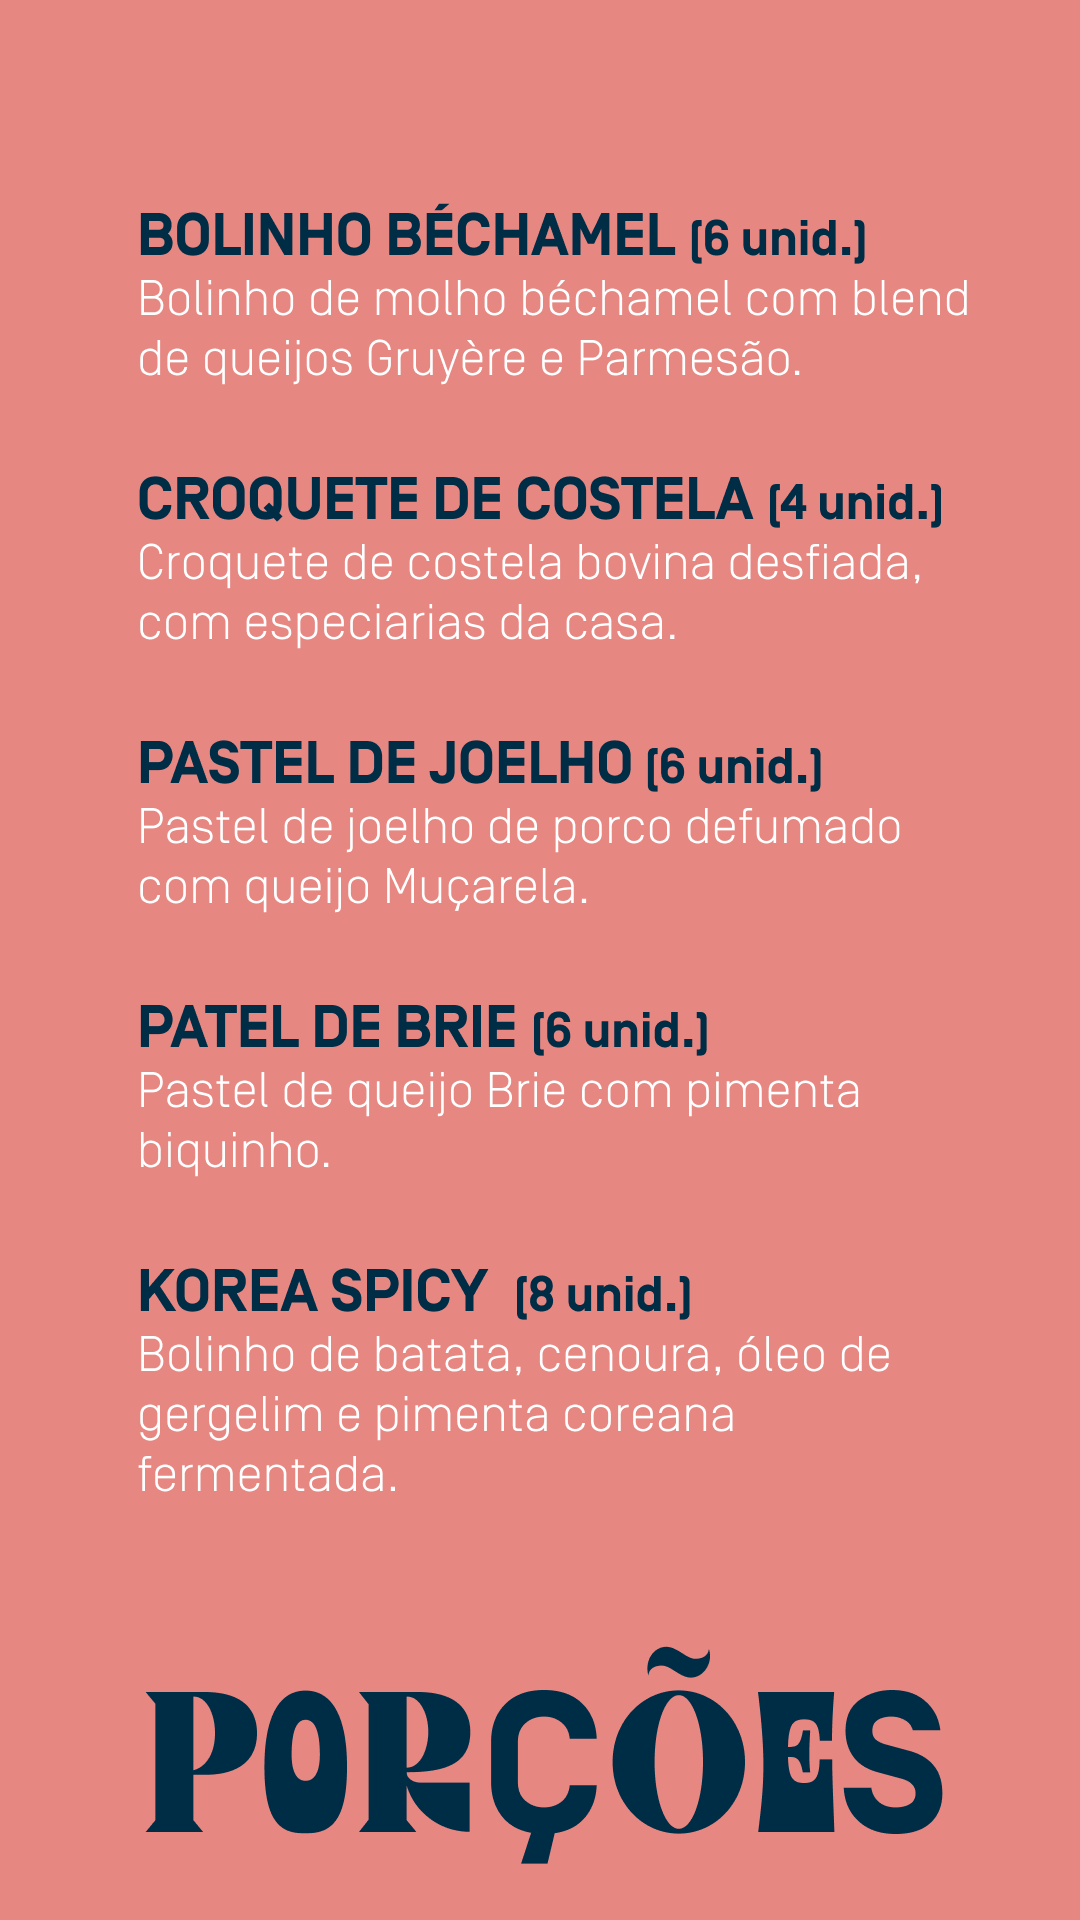 BOLINHO BÉCHAMEL (6 unid.)
Bolinho de molho béchamel com blend
de queijos Gruyère e Parmesão.
CROQUETE DE COSTELA (4 unid.)
Croquete de costela bovina desfiada,
com especiarias da casa.
PASTEL DE JOELHO (6 unid.)
Pastel de joelho de porco defumado
com queijo Muçarela.
PATEL DE BRIE (6 unid.)
Pastel de queijo Brie com pimenta
biquinho.
KOREA SPICY (8 unid.)
Bolinho de batata, cenoura, óleo de
gergelim e pimenta coreana
fermentada.
PORÇÕES